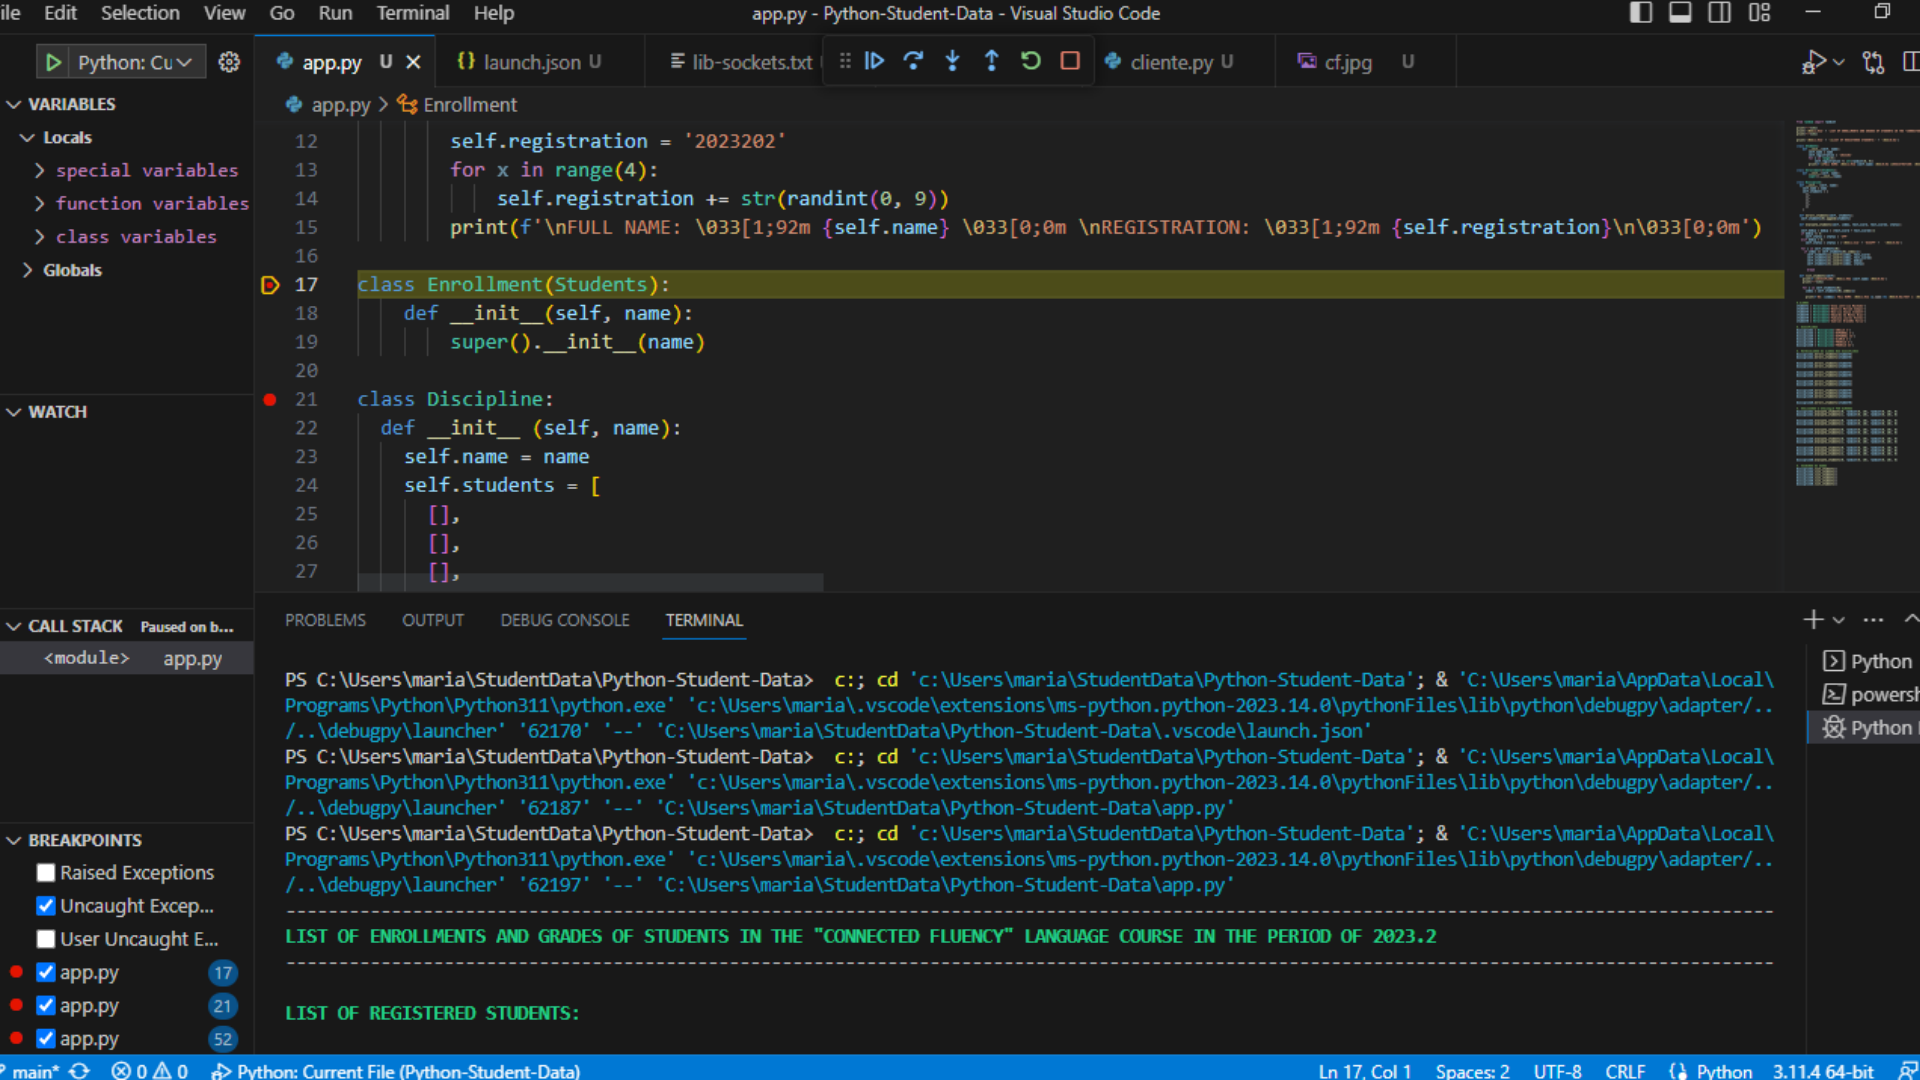 ile Edit Selection View Go Run Terminal Help app.py - Python-Student-Data - Visual Studio Code
Python: Cu app.py U launch.json U lib-sockets.txt cliente.py U cf.jpg U
app.py > Enrollment
VARIABLES
Locals
special variables
function variables
class variables
Globals
WATCH
CALL STACK Paused on b...
<module> app.py
BREAKPOINTS
Raised Exceptions
Uncaught Excep...
User Uncaught E...
app.py 17
app.py 21
app.py 52
12 self.registration = '2023202'
13 for x in range(4):
14 self.registration += str(randint(0, 9))
15 print(f'\nFULL NAME: \033[1;92m {self.name} \033[0;0m \nREGISTRATION: \033[1;92m {self.registration}\n\033[0;0m')
16
17 class Enrollment(Students):
18 def __init__(self, name):
19 super().__init__(name)
20
21 class Discipline:
22 def __init__ (self, name):
23 self.name = name
24 self.students = [
25 [],
26 [],
27 [],
PROBLEMS OUTPUT DEBUG CONSOLE TERMINAL
PS C:\Users\maria\StudentData\Python-Student-Data> c:; cd 'c:\Users\maria\StudentData\Python-Student-Data'; & 'C:\Users\maria\AppData\Local\
Programs\Python\Python311\python.exe' 'c:\Users\maria\.vscode\extensions\ms-python.python-2023.14.0\pythonFiles\lib\python\debugpy\adapter/..
/..\debugpy\launcher' '62170' '--' 'C:\Users\maria\StudentData\Python-Student-Data\.vscode\launch.json'
PS C:\Users\maria\StudentData\Python-Student-Data> c:; cd 'c:\Users\maria\StudentData\Python-Student-Data'; & 'C:\Users\maria\AppData\Local\
Programs\Python\Python311\python.exe' 'c:\Users\maria\.vscode\extensions\ms-python.python-2023.14.0\pythonFiles\lib\python\debugpy\adapter/..
/..\debugpy\launcher' '62187' '--' 'C:\Users\maria\StudentData\Python-Student-Data\app.py'
PS C:\Users\maria\StudentData\Python-Student-Data> c:; cd 'c:\Users\maria\StudentData\Python-Student-Data'; & 'C:\Users\maria\AppData\Local\
Programs\Python\Python311\python.exe' 'c:\Users\maria\.vscode\extensions\ms-python.python-2023.14.0\pythonFiles\lib\python\debugpy\adapter/..
/..\debugpy\launcher' '62197' '--' 'C:\Users\maria\StudentData\Python-Student-Data\app.py'
LIST OF ENROLLMENTS AND GRADES OF STUDENTS IN THE "CONNECTED FLUENCY" LANGUAGE COURSE IN THE PERIOD OF 2023.2
LIST OF REGISTERED STUDENTS:
Python
powersh
Python
main* 0 0 Python: Current File (Python-Student-Data) Ln 17, Col 1 Spaces: 2 UTF-8 CRLF Python 3.11.4 64-bit